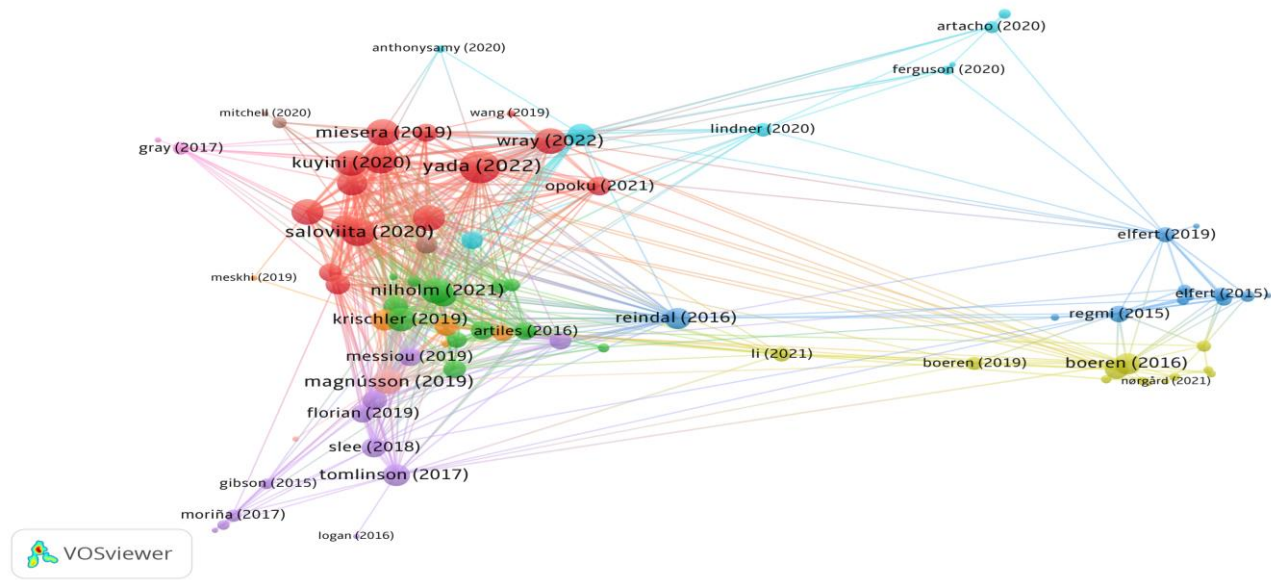 artacho (2020)
anthonysamy (2020)
ferguson (2020)
mitchell (2020)
wang (2019)
lindner (2020)
miesera (2019)
wray (2022)
gray (2017)
kuyini (2020)
yada (2022)
opoku (2021)
saloviita (2020)
elfert (2019)
meskhi (2019)
nilholm (2021)
elfert (2015)
krischler (2019)
reindal (2016)
regmi (2015)
artiles (2016)
messiou (2019)
li (2021)
boeren (2019)
boeren (2016)
magnússon (2019)
nørgård (2021)
florian (2019)
slee (2018)
tomlinson (2017)
gibson (2015)
moriña (2017)
logan (2016)
VOSviewer